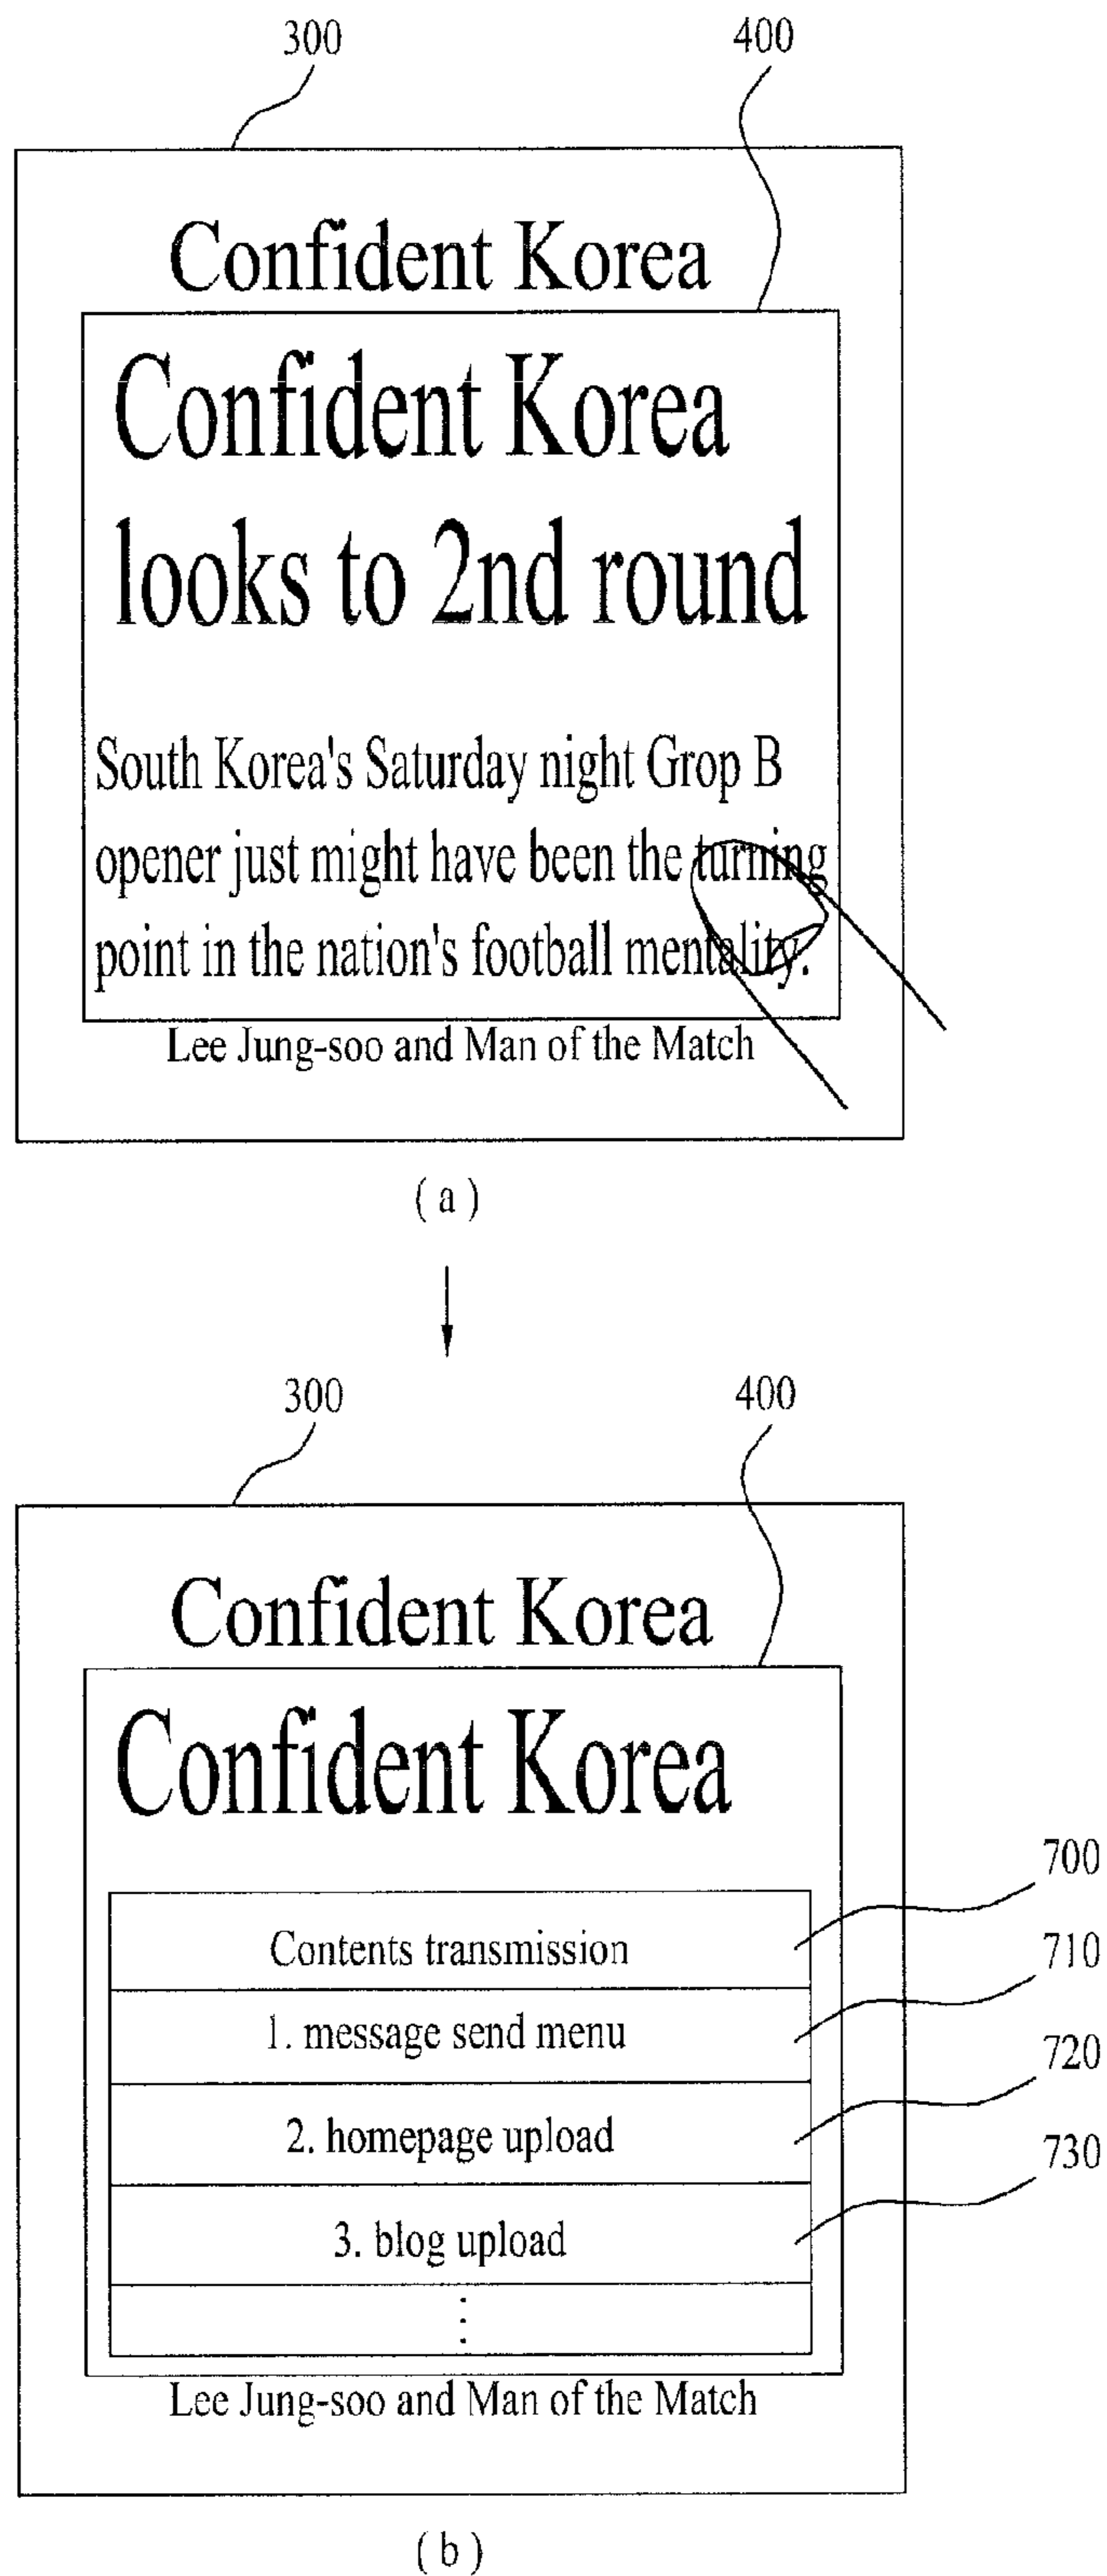 300
400
Confident Korea
Confident Korea
looks to 2nd round
South Korea's Saturday night Grop B
opener just might have been the turning
point in the nation's football mentality.
Lee Jung-soo and Man of the Match
( a )
300
400
Confident Korea
Confident Korea
700
Contents transmission
710
1. message send menu
720
2. homepage upload
730
3. blog upload
⋮
Lee Jung-soo and Man of the Match
( b )